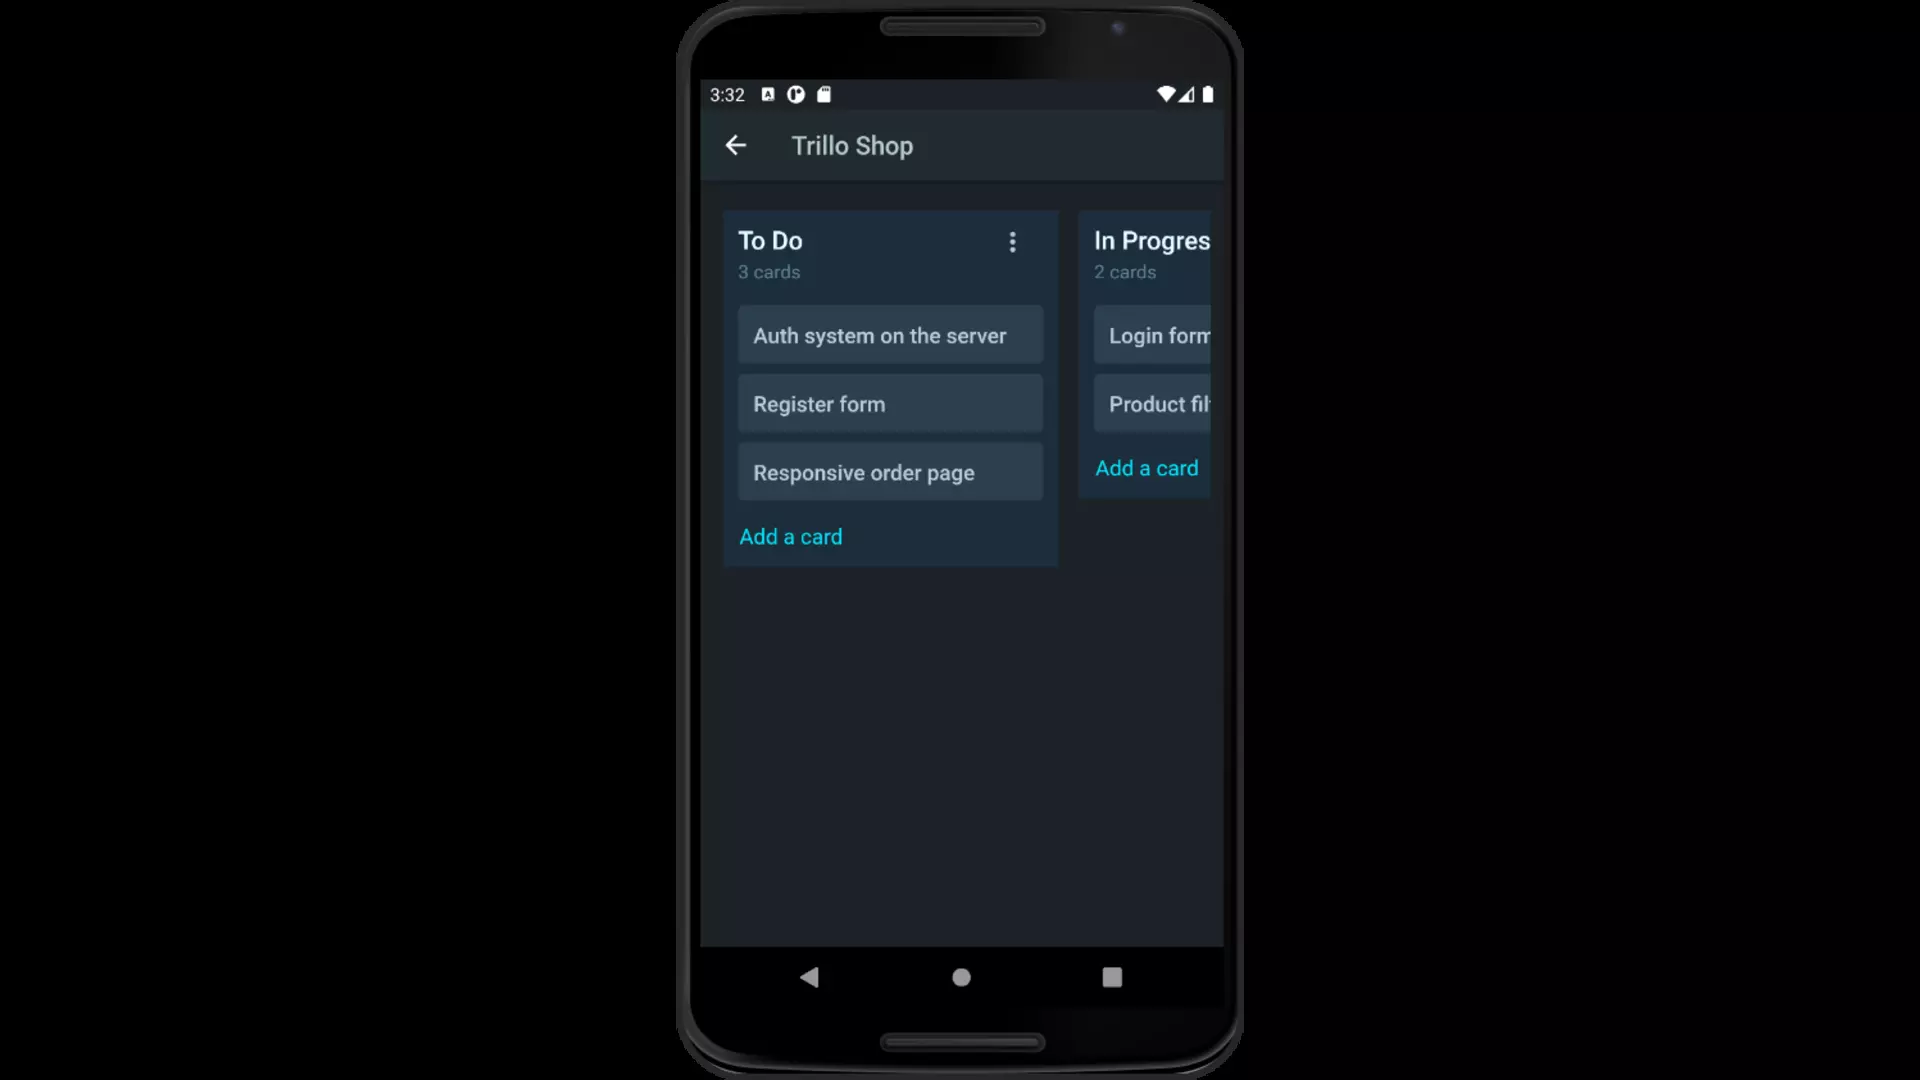 3:32
Trillo Shop
To Do
3 cards
Auth system on the server
Register form
Responsive order page
Add a card
In Progres
2 cards
Login form
Product fil
Add a card